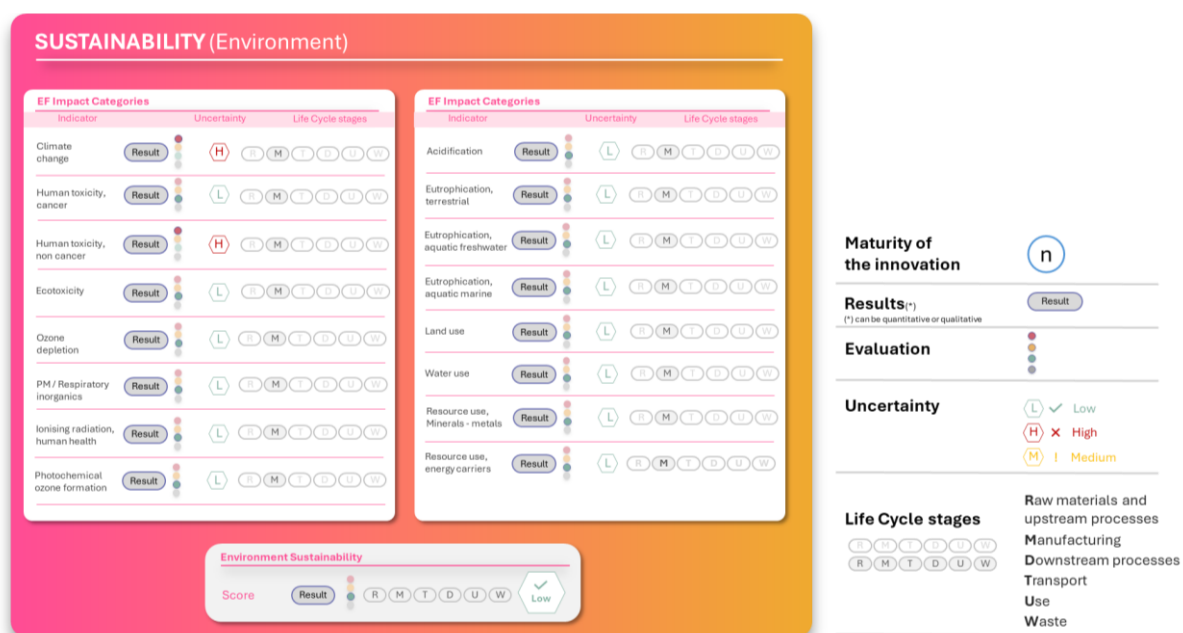 SUSTAINABILITY (Environment)
EF Impact Categories
Indicator Uncertainty Life Cycle stages
Climate
change
Result H R M T D U W
Human toxicity,
cancer
Result L R M T D U W
Human toxicity,
non cancer
Result H R M T D U W
Ecotoxicity Result L R M T D U W
Ozone
depletion
Result L R M T D U W
PM / Respiratory
inorganics
Result L R M T D U W
Ionising radiation,
human health
Result L R M T D U W
Photochemical
ozone formation
Result L R M T D U W
EF Impact Categories
Indicator Uncertainty Life Cycle stages
Acidification Result L R M T D U W
Eutrophication,
terrestrial
Result L R M T D U W
Eutrophication,
aquatic freshwater
Result L R M T D U W
Eutrophication,
aquatic marine
Result L R M T D U W
Land use Result L R M T D U W
Water use Result L R M T D U W
Resource use,
Minerals - metals
Result L R M T D U W
Resource use,
energy carriers
Result L R M T D U W
Environment Sustainability
Score Result R M T D U W Low
Maturity of
the innovation
n
Results(*)
(*) can be quantitative or qualitative
Result
Evaluation
Uncertainty
L Low
H High
M ! Medium
Life Cycle stages
R M T D U W
R M T D U W
Raw materials and
upstream processes
Manufacturing
Downstream processes
Transport
Use
Waste